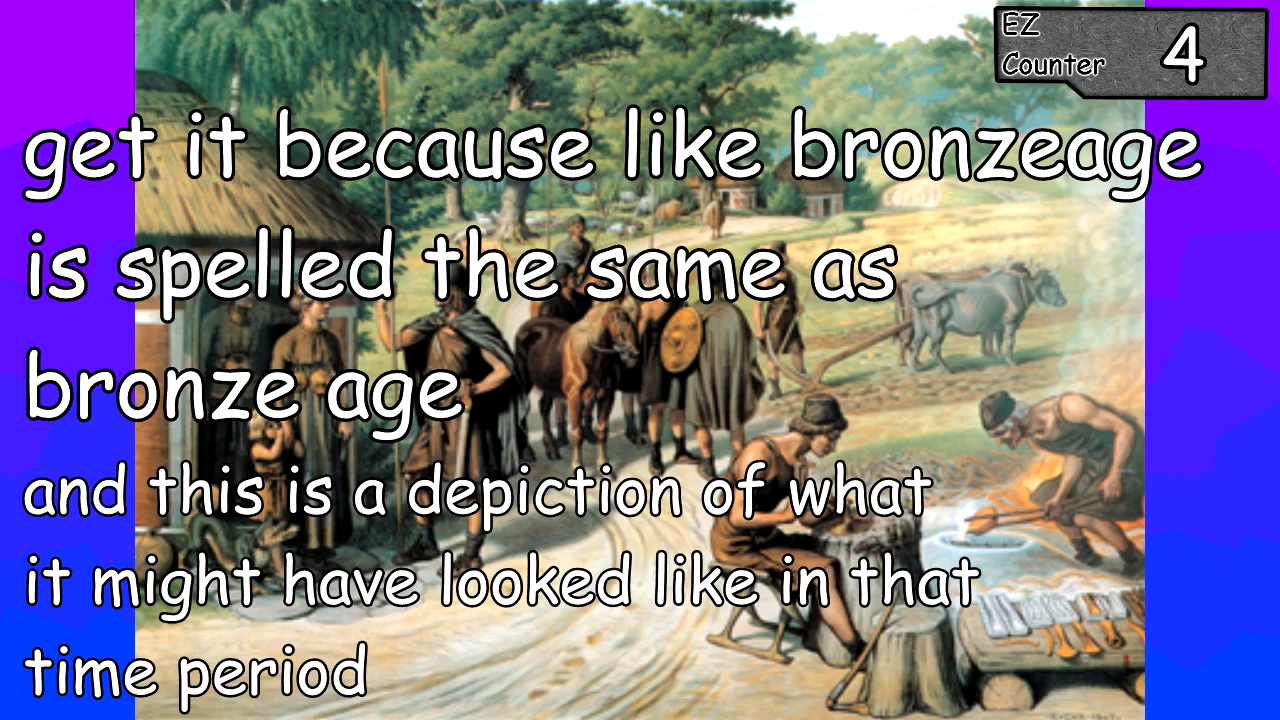 EZ
Counter
4
get it because like bronzeage
is spelled the same as
bronze age
and this is a depiction of what
it might have looked like in that
time period